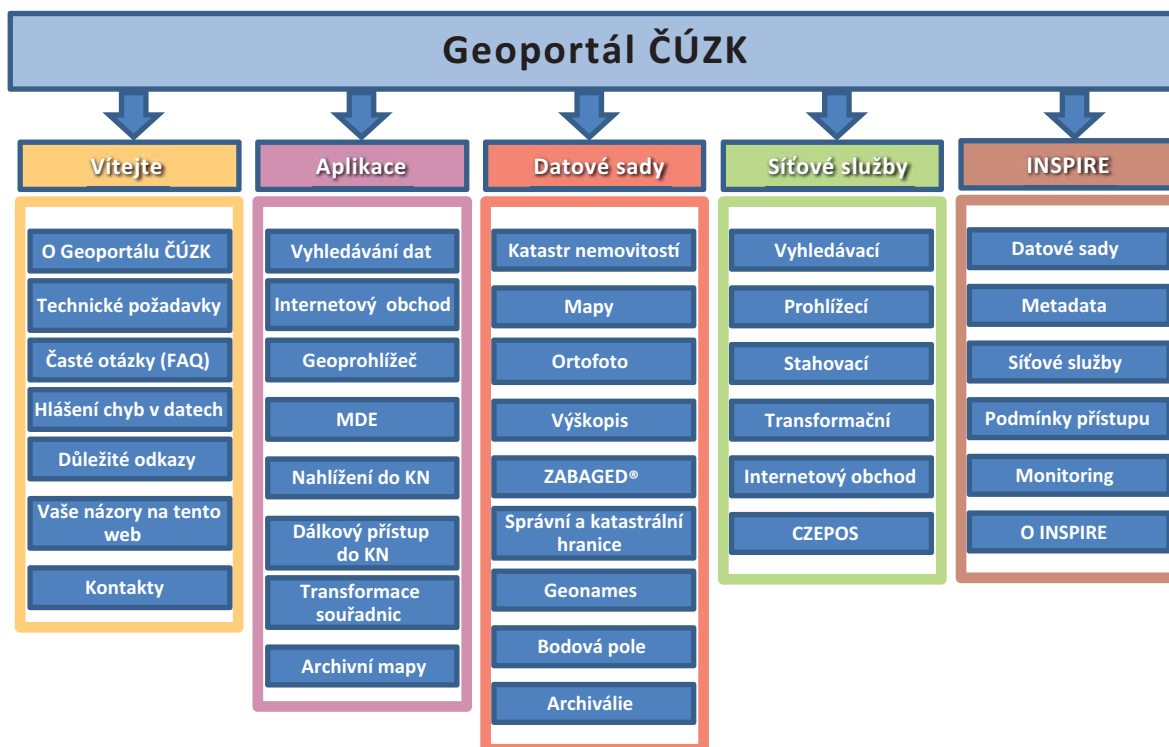 Geoportál ČÚZK
Vítejte
O Geoportálu ČÚZK
Technické požadavky
Časté otázky (FAQ)
Hlášení chyb v datech
Důležité odkazy
Vaše názory na tento
web
Kontakty
Aplikace
Vyhledávání dat
Internetový obchod
Geoprohlížeč
MDE
Nahlížení do KN
Dálkový přístup
do KN
Transformace
souřadnic
Archivní mapy
Datové sady
Katastr nemovitostí
Mapy
Ortofoto
Výškopis
ZABAGED®
Správní a katastrální
hranice
Geonames
Bodová pole
Archiválie
Síťové služby
Vyhledávací
Prohlížecí
Stahovací
Transformační
Internetový obchod
CZEPOS
INSPIRE
Datové sady
Metadata
Síťové služby
Podmínky přístupu
Monitoring
O INSPIRE